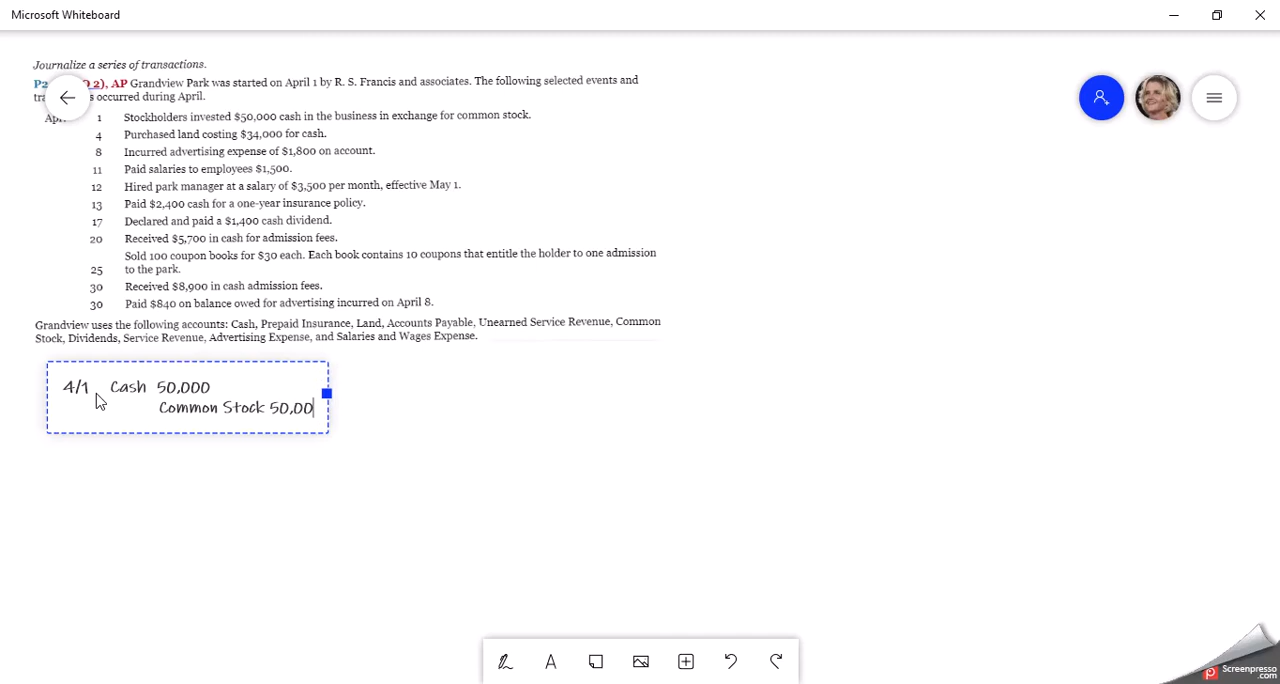 Microsoft Whiteboard
Journalize a series of transactions.
P2 2), AP Grandview Park was started on April 1 by R. S. Francis and associates. The following selected events and
tra s occurred during April.
Apr. 1 Stockholders invested $50,000 cash in the business in exchange for common stock.
4 Purchased land costing $34,000 for cash.
8 Incurred advertising expense of $1,800 on account.
11 Paid salaries to employees $1,500.
12 Hired park manager at a salary of $3,500 per month, effective May 1.
13 Paid $2,400 cash for a one-year insurance policy.
17 Declared and paid a $1,400 cash dividend.
20 Received $5,700 in cash for admission fees.
Sold 100 coupon books for $30 each. Each book contains 10 coupons that entitle the holder to one admission
25 to the park.
30 Received $8,900 in cash admission fees.
30 Paid $840 on balance owed for advertising incurred on April 8.
Grandview uses the following accounts: Cash, Prepaid Insurance, Land, Accounts Payable, Unearned Service Revenue, Common
Stock, Dividends, Service Revenue, Advertising Expense, and Salaries and Wages Expense.
4/1 Cash 50,000
Common Stock 50,00
Screenpresso
.com